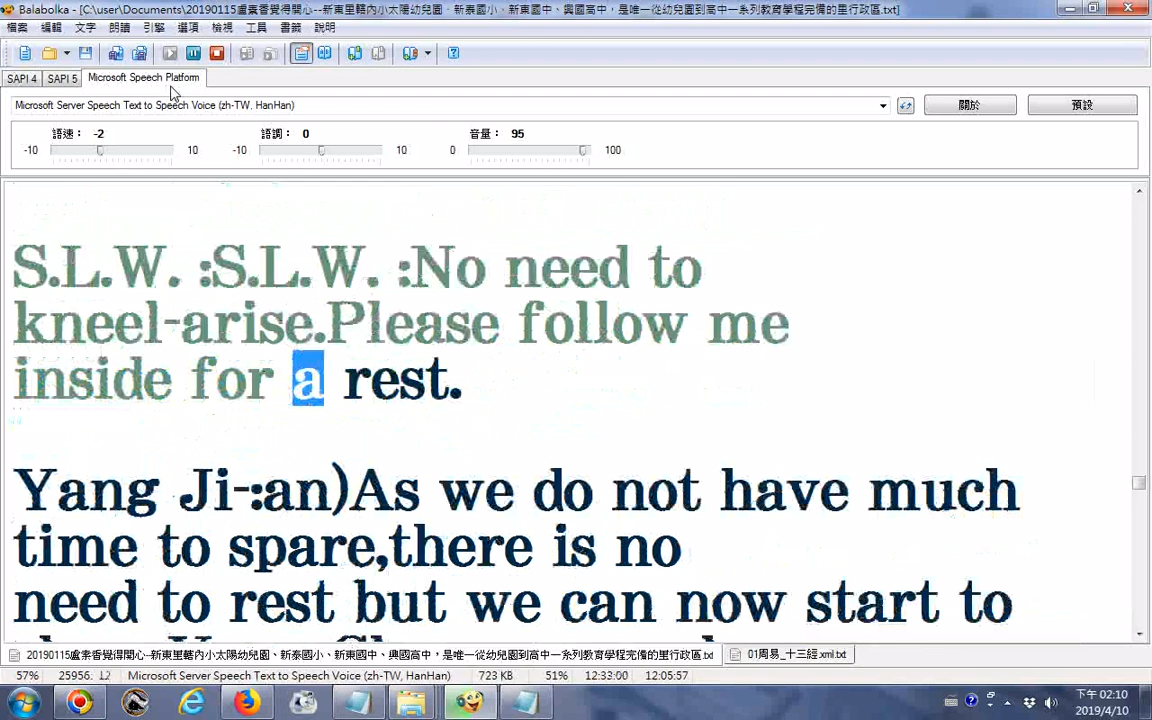 Balabolka - [C:\user\Documents\20190115盧素香覺得開心--新東里轄內小太陽幼兒園、新泰國小、新東國中、興國高中，是唯一從幼兒園到高中一系列教育學程完備的里行政區.txt]
檔案 編輯 文字 朗讀 引擎 選項 檢視 工具 書籤 說明
SAPI 4 SAPI 5 Microsoft Speech Platform
Microsoft Server Speech Text to Speech Voice (zh-TW, HanHan) 關於 預設
語速： -2 語調： 0 音量： 95
-10 10 -10 10 0 100
S.L.W. :S.L.W. :No need to
kneel-arise.Please follow me
inside for a rest.
Yang Ji-:an)As we do not have much
time to spare,there is no
need to rest but we can now start to
20190115盧素香覺得開心--新東里轄內小太陽幼兒園、新泰國小、新東國中、興國高中，是唯一從幼兒園到高中一系列教育學程完備的里行政區.txt 01周易_十三經.xml.txt
57% 25956. 12 Microsoft Server Speech Text to Speech Voice (zh-TW, HanHan) 723 KB. 51% 12:33:00 12:05:57
下午 02:10
2019/4/10